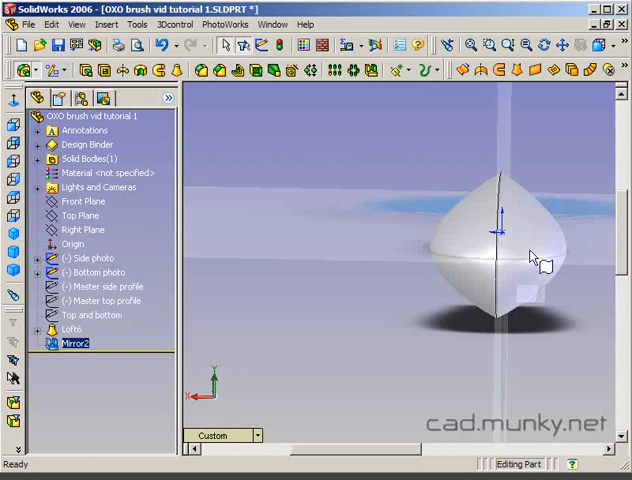 SolidWorks 2006 - [OXO brush vid tutorial 1.SLDPRT *]
File Edit View Insert Tools 3Dcontrol PhotoWorks Window Help
OXO brush vid tutorial 1
Annotations
Design Binder
Solid Bodies(1)
Material <not specified>
Lights and Cameras
Front Plane
Top Plane
Right Plane
Origin
(-) Side photo
(-) Bottom photo
(-) Master side profile
(-) Master top profile
Top and bottom
Loft6
Mirror2
Y
X
cad.munky.net
Custom
Ready
Editing Part